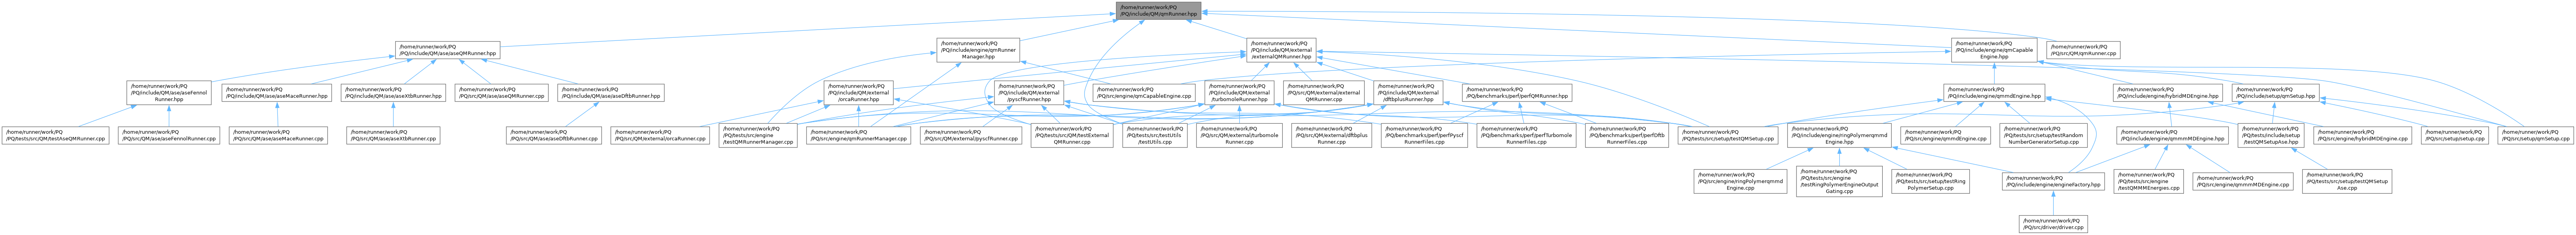 /home/runner/work/PQ
/PQ/include/QM/qmRunner.hpp
/home/runner/work/PQ
/PQ/include/QM/ase/aseQMRunner.hpp
/home/runner/work/PQ
/PQ/include/engine/qmRunner
Manager.hpp
/home/runner/work/PQ
/PQ/include/QM/external
/externalQMRunner.hpp
/home/runner/work/PQ
/PQ/include/engine/qmCapable
Engine.hpp
/home/runner/work/PQ
/PQ/src/QM/qmRunner.cpp
/home/runner/work/PQ
/PQ/include/QM/ase/aseFennol
Runner.hpp
/home/runner/work/PQ
/PQ/include/QM/ase/aseMaceRunner.hpp
/home/runner/work/PQ
/PQ/include/QM/ase/aseXtbRunner.hpp
/home/runner/work/PQ
/PQ/src/QM/ase/aseQMRunner.cpp
/home/runner/work/PQ
/PQ/include/QM/ase/aseDftbRunner.hpp
/home/runner/work/PQ
/PQ/include/QM/external
/orcaRunner.hpp
/home/runner/work/PQ
/PQ/include/QM/external
/pyscfRunner.hpp
/home/runner/work/PQ
/PQ/src/engine/qmCapableEngine.cpp
/home/runner/work/PQ
/PQ/include/QM/external
/turbomoleRunner.hpp
/home/runner/work/PQ
/PQ/src/QM/external/external
QMRunner.cpp
/home/runner/work/PQ
/PQ/include/QM/external
/dftbplusRunner.hpp
/home/runner/work/PQ
/PQ/benchmarks/perf/perfQMRunner.hpp
/home/runner/work/PQ
/PQ/include/engine/qmmdEngine.hpp
/home/runner/work/PQ
/PQ/include/engine/hybridMDEngine.hpp
/home/runner/work/PQ
/PQ/include/setup/qmSetup.hpp
/home/runner/work/PQ
/PQ/tests/src/QM/testAseQMRunner.cpp
/home/runner/work/PQ
/PQ/src/QM/ase/aseFennolRunner.cpp
/home/runner/work/PQ
/PQ/src/QM/ase/aseMaceRunner.cpp
/home/runner/work/PQ
/PQ/src/QM/ase/aseXtbRunner.cpp
/home/runner/work/PQ
/PQ/src/QM/ase/aseDftbRunner.cpp
/home/runner/work/PQ
/PQ/src/QM/external/orcaRunner.cpp
/home/runner/work/PQ
/PQ/tests/src/engine
/testQMRunnerManager.cpp
/home/runner/work/PQ
/PQ/src/engine/qmRunnerManager.cpp
/home/runner/work/PQ
/PQ/src/QM/external/pyscfRunner.cpp
/home/runner/work/PQ
/PQ/tests/src/QM/testExternal
QMRunner.cpp
/home/runner/work/PQ
/PQ/tests/src/testUtils
/testUtils.cpp
/home/runner/work/PQ
/PQ/src/QM/external/turbomole
Runner.cpp
/home/runner/work/PQ
/PQ/src/QM/external/dftbplus
Runner.cpp
/home/runner/work/PQ
/PQ/benchmarks/perf/perfPyscf
RunnerFiles.cpp
/home/runner/work/PQ
/PQ/benchmarks/perf/perfTurbomole
RunnerFiles.cpp
/home/runner/work/PQ
/PQ/benchmarks/perf/perfDftb
RunnerFiles.cpp
/home/runner/work/PQ
/PQ/tests/src/setup/testQMSetup.cpp
/home/runner/work/PQ
/PQ/include/engine/ringPolymerqmmd
Engine.hpp
/home/runner/work/PQ
/PQ/src/engine/qmmdEngine.cpp
/home/runner/work/PQ
/PQ/tests/src/setup/testRandom
NumberGeneratorSetup.cpp
/home/runner/work/PQ
/PQ/include/engine/qmmmMDEngine.hpp
/home/runner/work/PQ
/PQ/tests/include/setup
/testQMSetupAse.hpp
/home/runner/work/PQ
/PQ/src/engine/hybridMDEngine.cpp
/home/runner/work/PQ
/PQ/src/setup/setup.cpp
/home/runner/work/PQ
/PQ/src/setup/qmSetup.cpp
/home/runner/work/PQ
/PQ/src/engine/ringPolymerqmmd
Engine.cpp
/home/runner/work/PQ
/PQ/tests/src/engine
/testRingPolymerEngineOutput
Gating.cpp
/home/runner/work/PQ
/PQ/tests/src/setup/testRing
PolymerSetup.cpp
/home/runner/work/PQ
/PQ/include/engine/engineFactory.hpp
/home/runner/work/PQ
/PQ/tests/src/engine
/testQMMMEnergies.cpp
/home/runner/work/PQ
/PQ/src/engine/qmmmMDEngine.cpp
/home/runner/work/PQ
/PQ/tests/src/setup/testQMSetup
Ase.cpp
/home/runner/work/PQ
/PQ/src/driver/driver.cpp